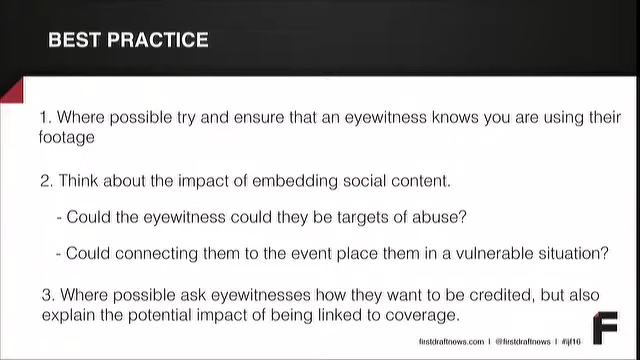 BEST PRACTICE
1. Where possible try and ensure that an eyewitness knows you are using their
footage
2. Think about the impact of embedding social content.
- Could the eyewitness could they be targets of abuse?
- Could connecting them to the event place them in a vulnerable situation?
3. Where possible ask eyewitnesses how they want to be credited, but also
explain the potential impact of being linked to coverage.
firstdraftnews.com I @firstdraftnews I #ijf16
F